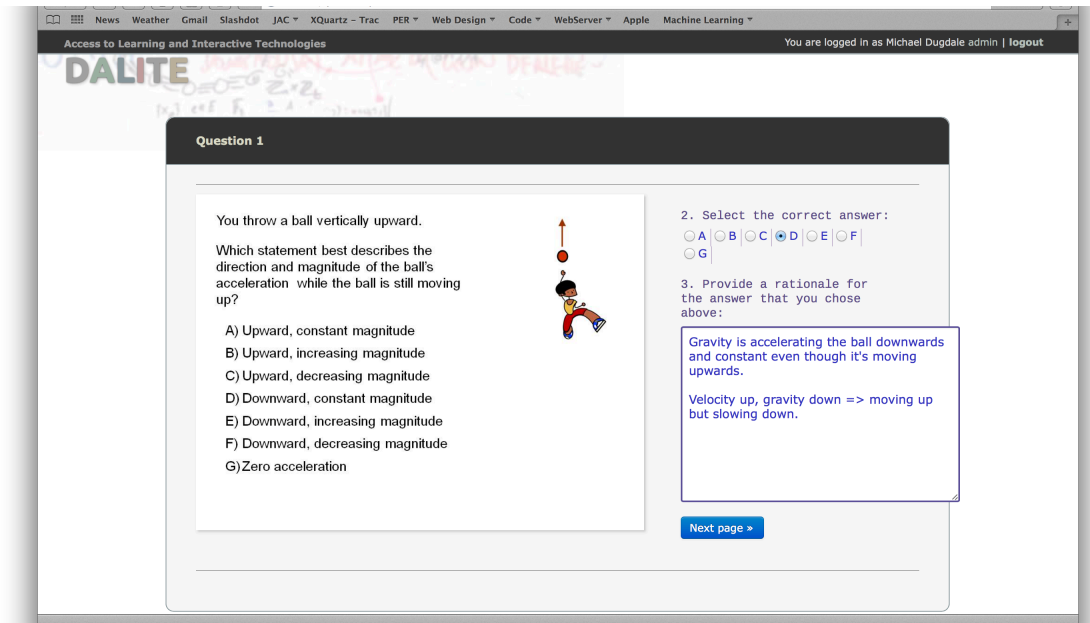 News Weather Gmail Slashdot JAC ▾ XQuartz – Trac PER ▾ Web Design ▾ Code ▾ WebServer ▾ Apple Machine Learning ▾
Access to Learning and Interactive Technologies
You are logged in as Michael Dugdale admin | logout
DALITE
Question 1
You throw a ball vertically upward.
Which statement best describes the
direction and magnitude of the ball's
acceleration while the ball is still moving
up?
A) Upward, constant magnitude
B) Upward, increasing magnitude
C) Upward, decreasing magnitude
D) Downward, constant magnitude
E) Downward, increasing magnitude
F) Downward, decreasing magnitude
G) Zero acceleration
2. Select the correct answer:
A B C D E F
G
3. Provide a rationale for
the answer that you chose
above:
Gravity is accelerating the ball downwards
and constant even though it's moving
upwards.
Velocity up, gravity down => moving up
but slowing down.
Next page »